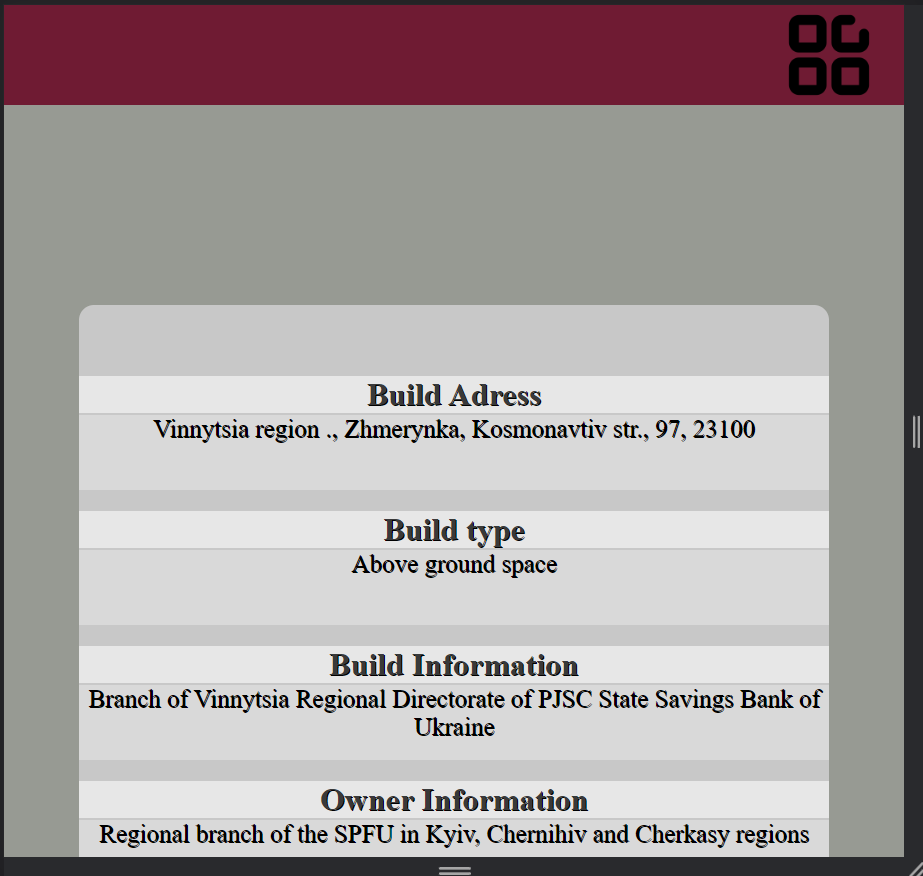 Build Adress
Vinnytsia region ., Zhmerynka, Kosmonavtiv str., 97, 23100
Build type
Above ground space
Build Information
Branch of Vinnytsia Regional Directorate of PJSC State Savings Bank of
Ukraine
Owner Information
Regional branch of the SPFU in Kyiv, Chernihiv and Cherkasy regions